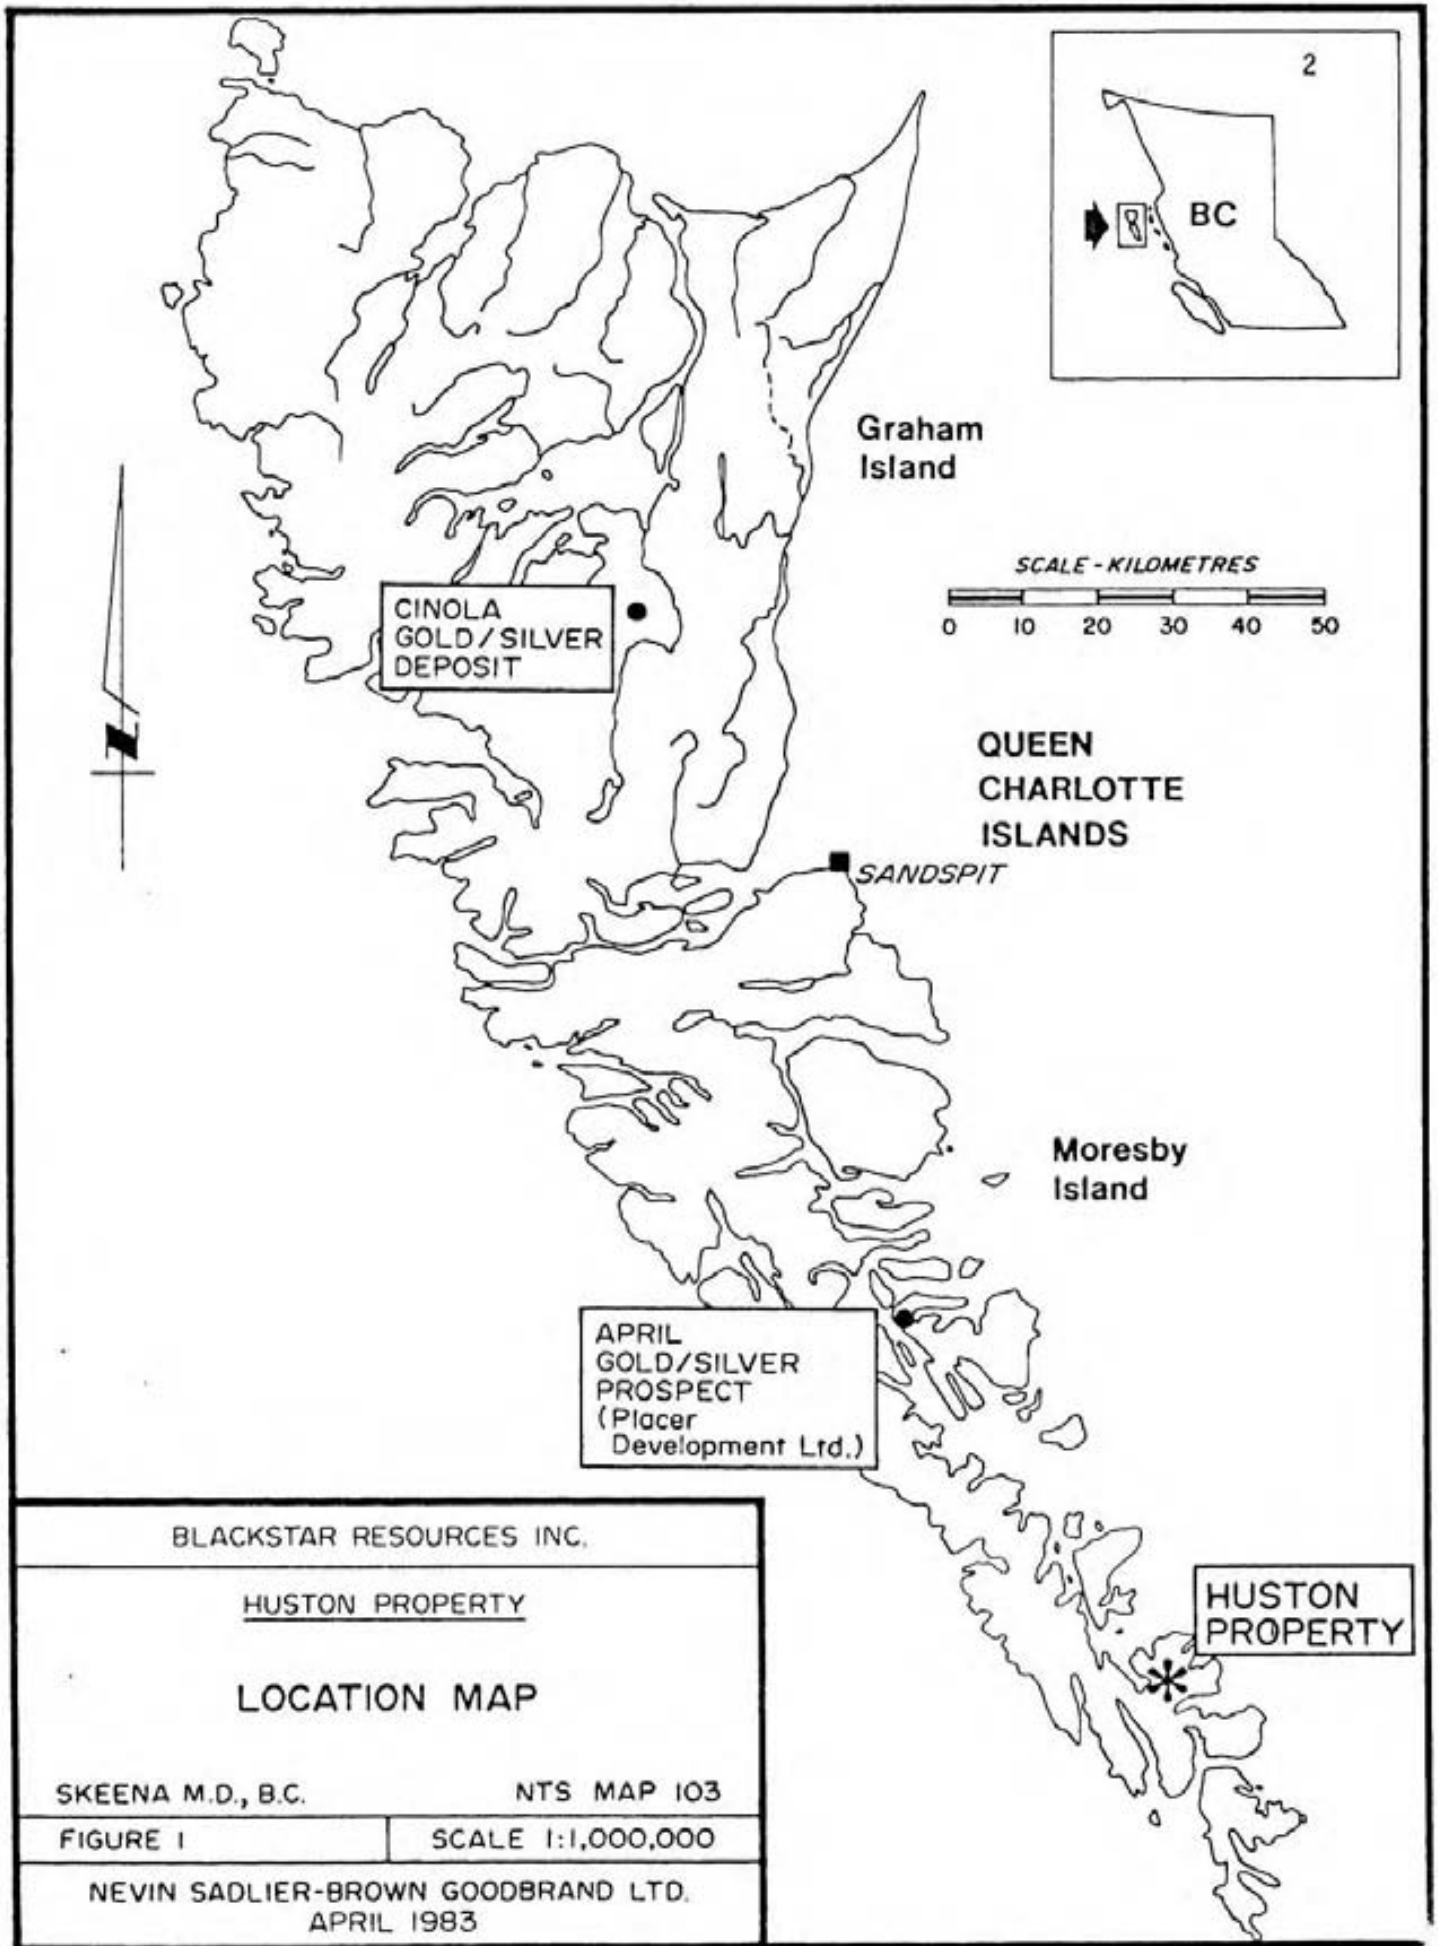 2
BC
Graham
Island
SCALE - KILOMETRES
0 10 20 30 40 50
CINOLA
GOLD/SILVER
DEPOSIT
N
QUEEN
CHARLOTTE
ISLANDS
SANDSPIT
Moresby
Island
APRIL
GOLD/SILVER
PROSPECT
(Placer
Development Ltd.)
HUSTON
PROPERTY
BLACKSTAR RESOURCES INC.
HUSTON PROPERTY
LOCATION MAP
SKEENA M.D., B.C. NTS MAP 103
FIGURE 1 SCALE 1:1,000,000
NEVIN SADLIER-BROWN GOODBRAND LTD.
APRIL 1983